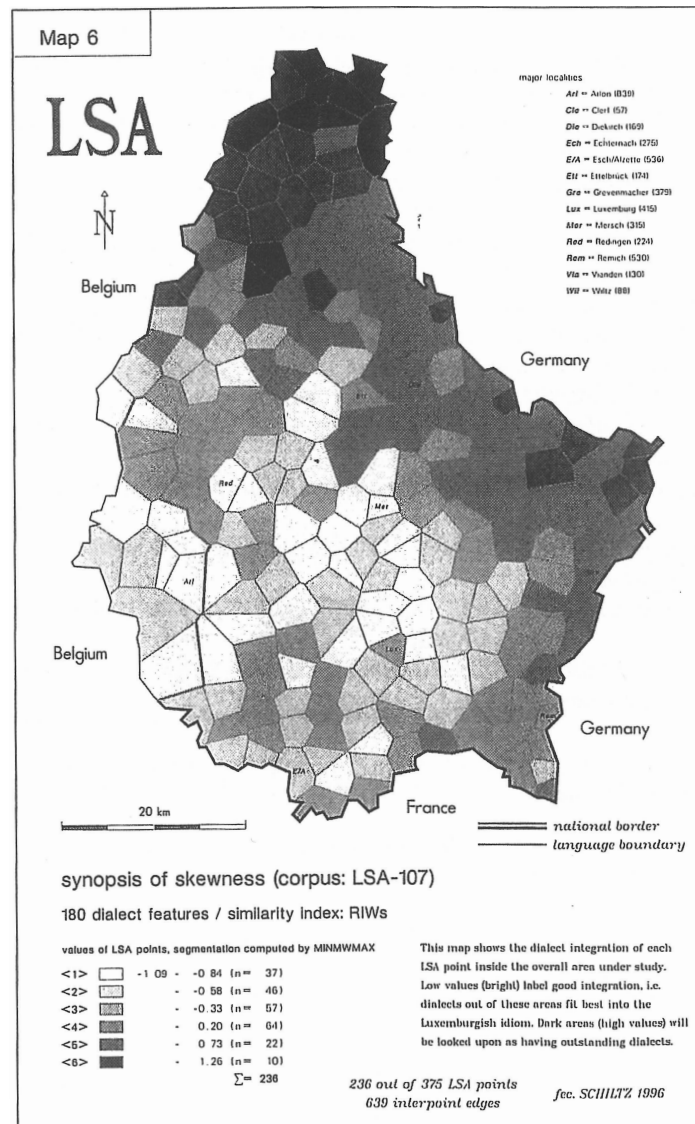 Map 6
LSA
N
major localities
Arl = Arlon (839)
Cle = Clerf (57)
Die = Diekirch (169)
Ech = Echternach (275)
E/A = Esch/Alzette (536)
Ett = Ettelbrück (174)
Gre = Grevenmacher (379)
Lux = Luxemburg (415)
Mer = Mersch (315)
Red = Redingen (224)
Rem = Remich (530)
Via = Vianden (130)
Wil = Wiltz (88)
Belgium
Germany
Ett
Red
Mer
Arl
Belgium
Lux
Rem
Germany
E/A
France
20 km
national border
language boundary
synopsis of skewness (corpus: LSA-107)
180 dialect features / similarity index: RIWs
values of LSA points, segmentation computed by MINMWMAX
<1> -1 09 - -0 84 (n = 37)
<2> - -0 58 (n = 46)
<3> - -0.33 (n = 57)
<4> - 0.20 (n = 64)
<5> - 0 73 (n = 22)
<6> - 1.26 (n = 10)
Σ= 236
This map shows the dialect integration of each
LSA point inside the overall area under study.
Low values (bright) label good integration, i.e.
dialects out of these areas fit best into the
Luxemburgish idiom. Dark areas (high values) will
be looked upon as having outstanding dialects.
236 out of 375 LSA points
639 interpoint edges
fec. SCHILTZ 1996